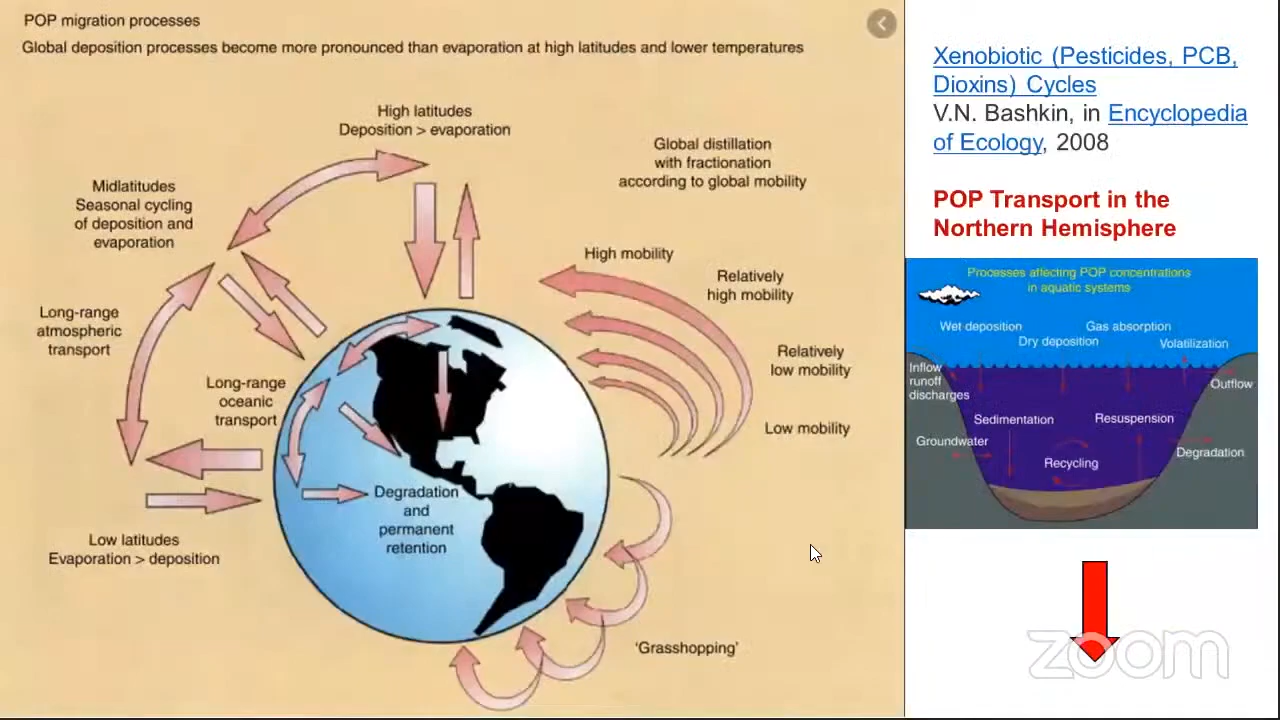 POP migration processes
Global deposition processes become more pronounced than evaporation at high latitudes and lower temperatures
High latitudes
Deposition > evaporation
Global distillation
with fractionation
according to global mobility
Midlatitudes
Seasonal cycling
of deposition and
evaporation
High mobility
Relatively
high mobility
Long-range
atmospheric
transport
Relatively
low mobility
Long-range
oceanic
transport
Low mobility
Degradation
and
permanent
retention
Low latitudes
Evaporation > deposition
'Grasshopping'
Xenobiotic (Pesticides, PCB,
Dioxins) Cycles
V.N. Bashkin, in Encyclopedia
of Ecology, 2008
POP Transport in the
Northern Hemisphere
Processes affecting POP concentrations
in aquatic systems
Wet deposition
Gas absorption
Dry deposition
Volatilization
Inflow
runoff
discharges
Outflow
Sedimentation
Resuspension
Groundwater
Degradation
Recycling
zoom